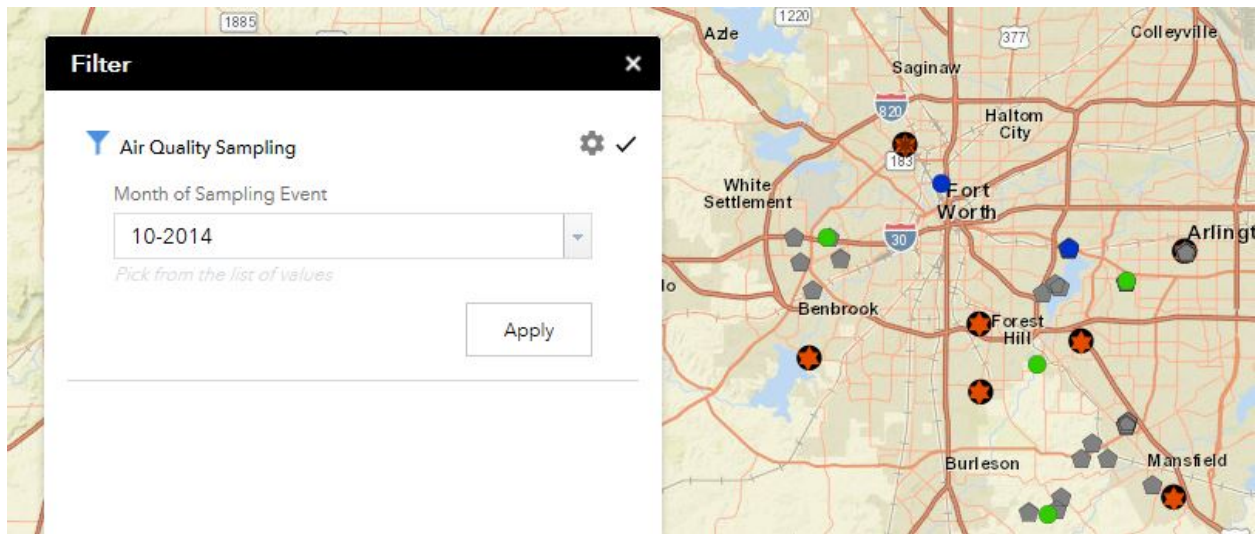 1885
Filter
×
Air Quality Sampling
Month of Sampling Event
10-2014
Pick from the list of values
Apply
1220
Azle
377
Colleyville
Saginaw
820
Haltom
City
183
White
Settlement
Fort
Worth
30
Arlingt
lo
Benbrook
Forest
Hill
Burleson
Mansfield